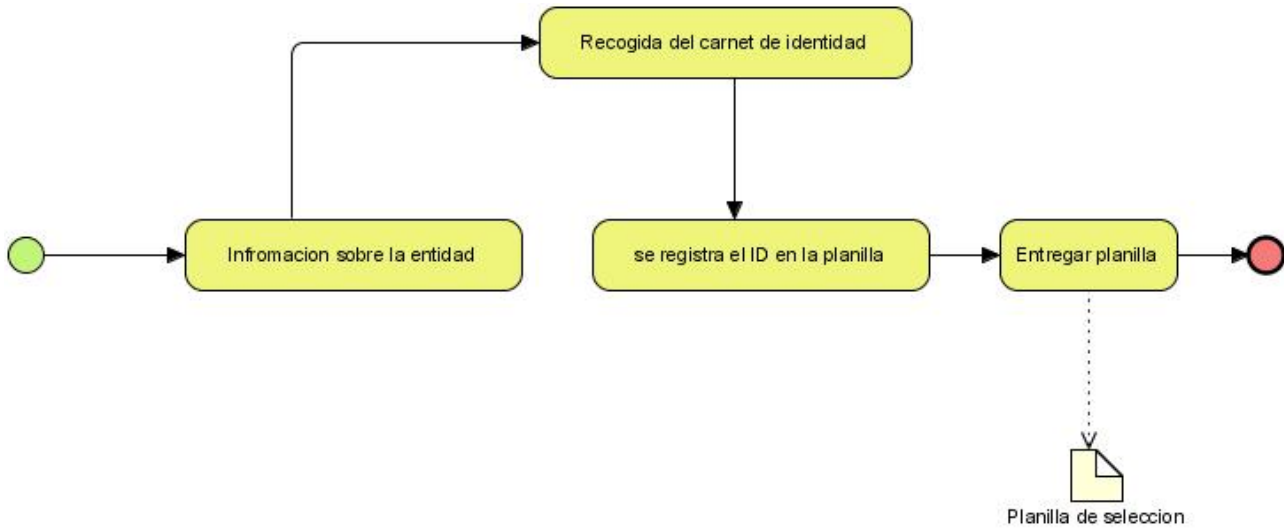 Recogida del carnet de identidad
Infromacion sobre la entidad
se registra el ID en la planilla
Entregar planilla
Planilla de seleccion